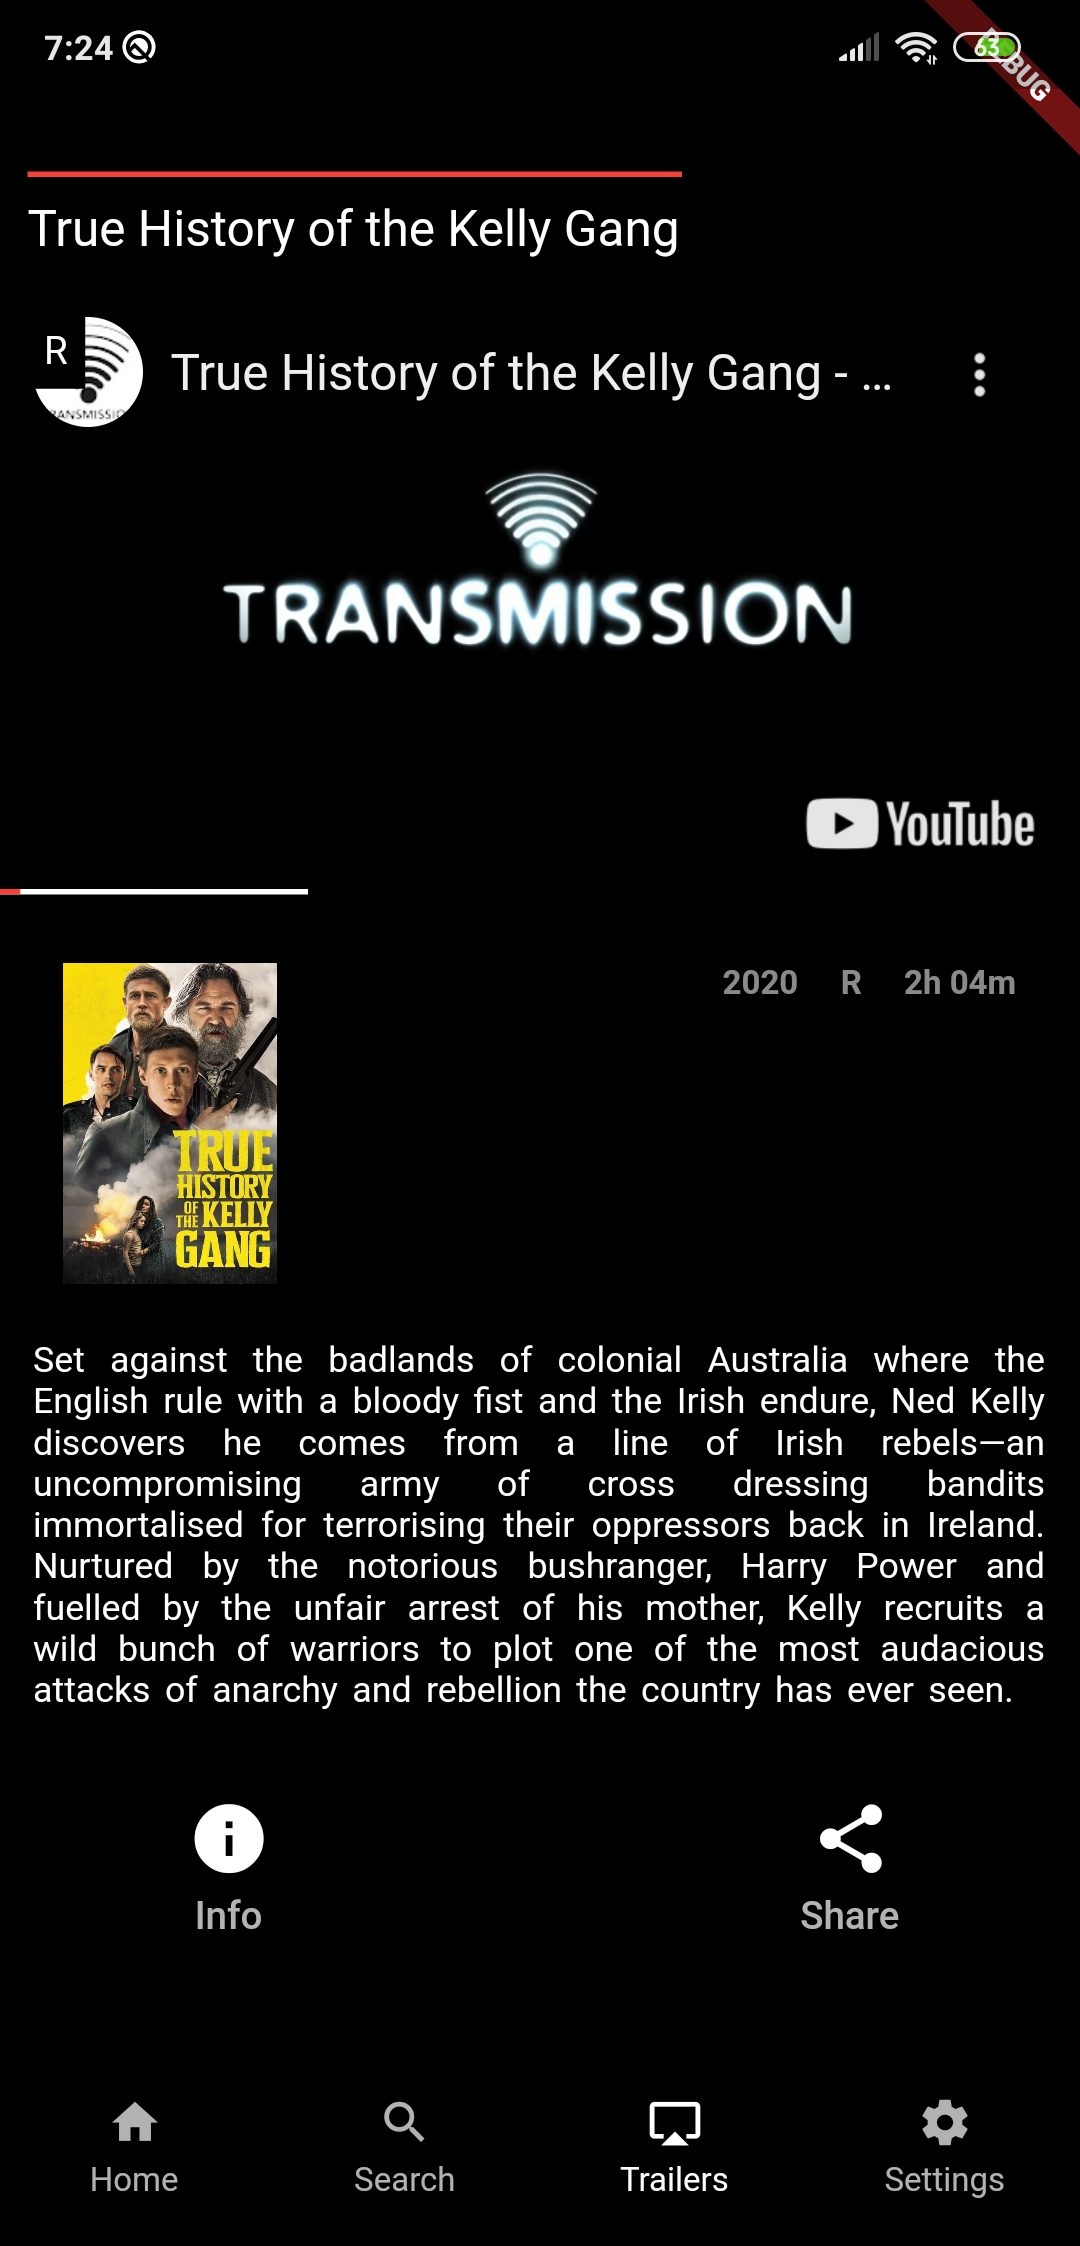 7:24
63
DEBUG
True History of the Kelly Gang
R
True History of the Kelly Gang - ...
TRANSMISSION
YouTube
2020 R 2h 04m
TRUE
HISTORY
OF
THE KELLY
GANG
Set against the badlands of colonial Australia where the
English rule with a bloody fist and the Irish endure, Ned Kelly
discovers he comes from a line of Irish rebels—an
uncompromising army of cross dressing bandits
immortalised for terrorising their oppressors back in Ireland.
Nurtured by the notorious bushranger, Harry Power and
fuelled by the unfair arrest of his mother, Kelly recruits a
wild bunch of warriors to plot one of the most audacious
attacks of anarchy and rebellion the country has ever seen.
Info Share
Home Search Trailers Settings